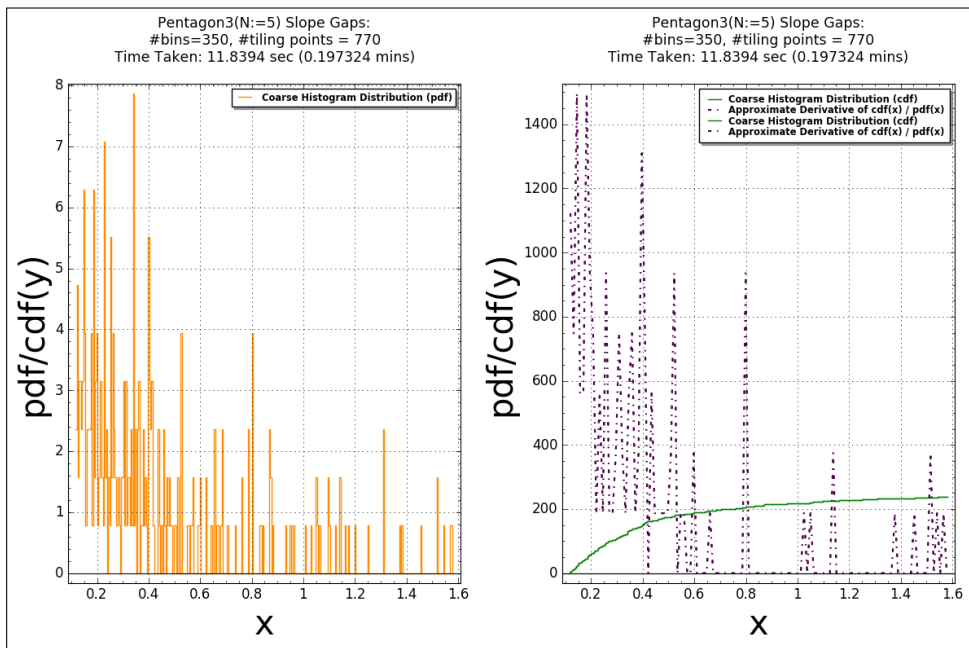 Pentagon3(N:=5) Slope Gaps:
#bins=350, #tiling points = 770
Time Taken: 11.8394 sec (0.197324 mins)
8
7
6
5
4
3
2
1
0
pdf/cdf(y)
Coarse Histogram Distribution (pdf)
0.2 0.4 0.6 0.8 1.0 1.2 1.4 1.6
x
Pentagon3(N:=5) Slope Gaps:
#bins=350, #tiling points = 770
Time Taken: 11.8394 sec (0.197324 mins)
1400
1200
1000
800
600
400
200
0
pdf/cdf(y)
Coarse Histogram Distribution (cdf)
Approximate Derivative of cdf(x) / pdf(x)
Coarse Histogram Distribution (cdf)
Approximate Derivative of cdf(x) / pdf(x)
0.2 0.4 0.6 0.8 1.0 1.2 1.4 1.6
x